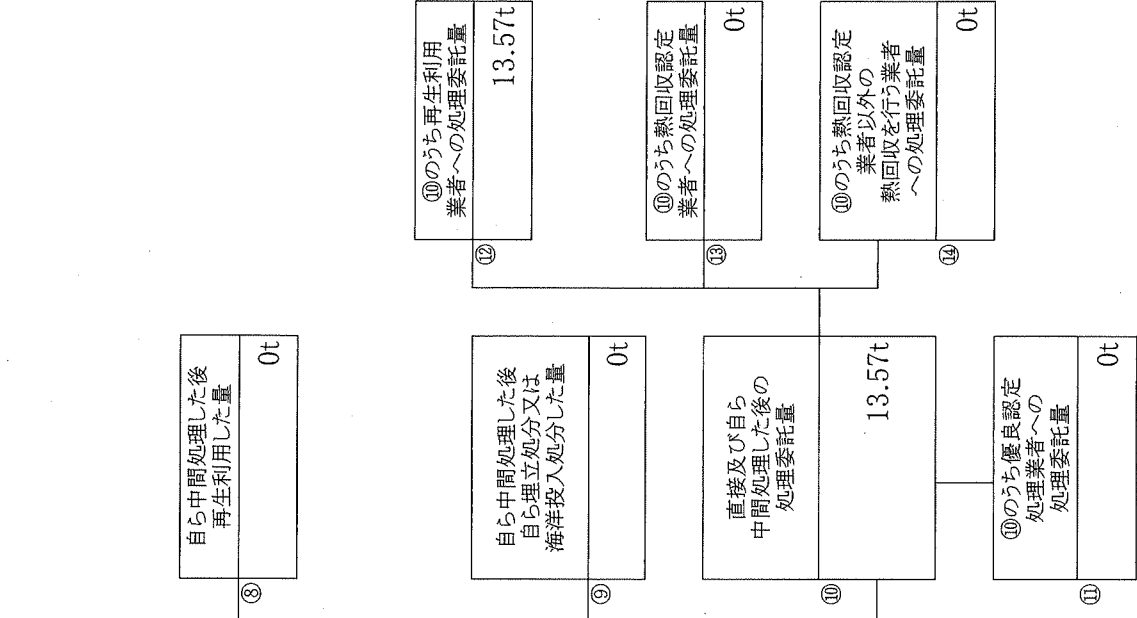 ⑧
自ら中間処理した後
再生利用した量
0t
⑨
自ら中間処理した後
自ら埋立処分又は
海洋投入処分した量
0t
⑩
直接及び自ら
中間処理した後の
処理委託量
13.57t
⑪
⑩のうち優良認定
処理業者への
処理委託量
0t
⑫
⑩のうち再生利用
業者への処理委託量
13.57t
⑬
⑩のうち熱回収認定
業者への処理委託量
0t
⑭
⑩のうち熱回収認定
業者以外の
熱回収を行う業者
への処理委託量
0t